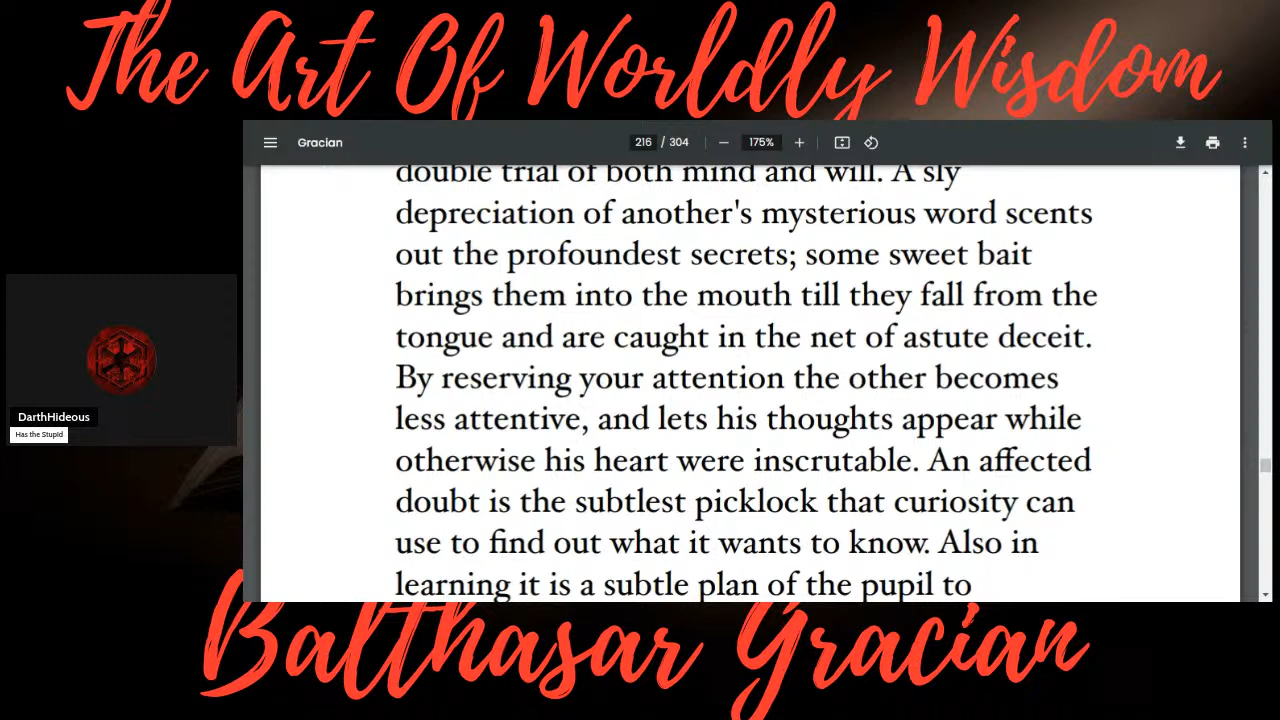 The Art Of Worldly Wisdom
Gracian
216 / 304
175%
double trial of both mind and will. A sly
depreciation of another's mysterious word scents
out the profoundest secrets; some sweet bait
brings them into the mouth till they fall from the
tongue and are caught in the net of astute deceit.
By reserving your attention the other becomes
less attentive, and lets his thoughts appear while
otherwise his heart were inscrutable. An affected
doubt is the subtlest picklock that curiosity can
use to find out what it wants to know. Also in
learning it is a subtle plan of the pupil to
DarthHideous
Has the Stupid
Balthasar Gracian